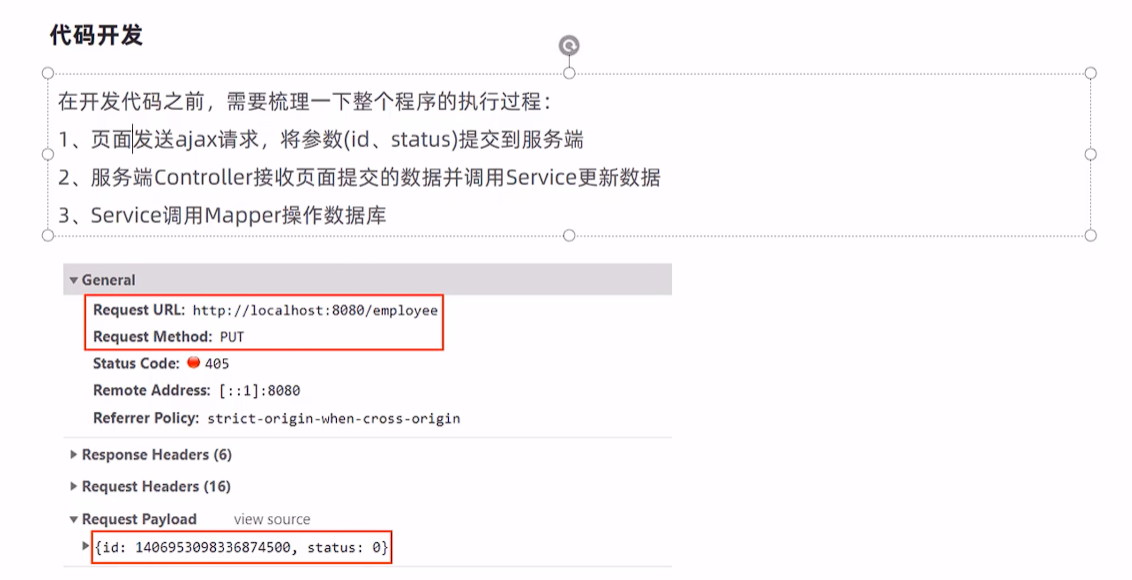 代码开发
在开发代码之前，需要梳理一下整个程序的执行过程：
1、页面发送ajax请求，将参数(id、status)提交到服务端
2、服务端Controller接收页面提交的数据并调用Service更新数据
3、Service调用Mapper操作数据库
General
Request URL: http://localhost:8080/employee
Request Method: PUT
Status Code: 405
Remote Address: [::1]:8080
Referrer Policy: strict-origin-when-cross-origin
Response Headers (6)
Request Headers (16)
Request Payload view source
{id: 1406953098336874500, status: 0}